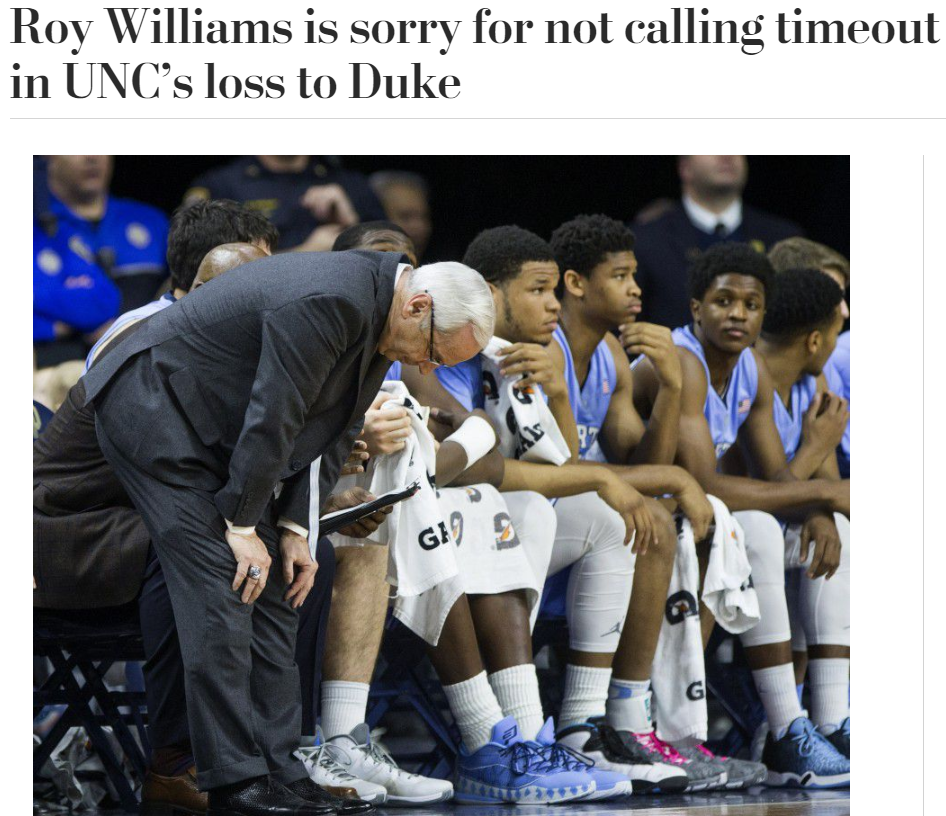 Roy Williams is sorry for not calling timeout
in UNC's loss to Duke